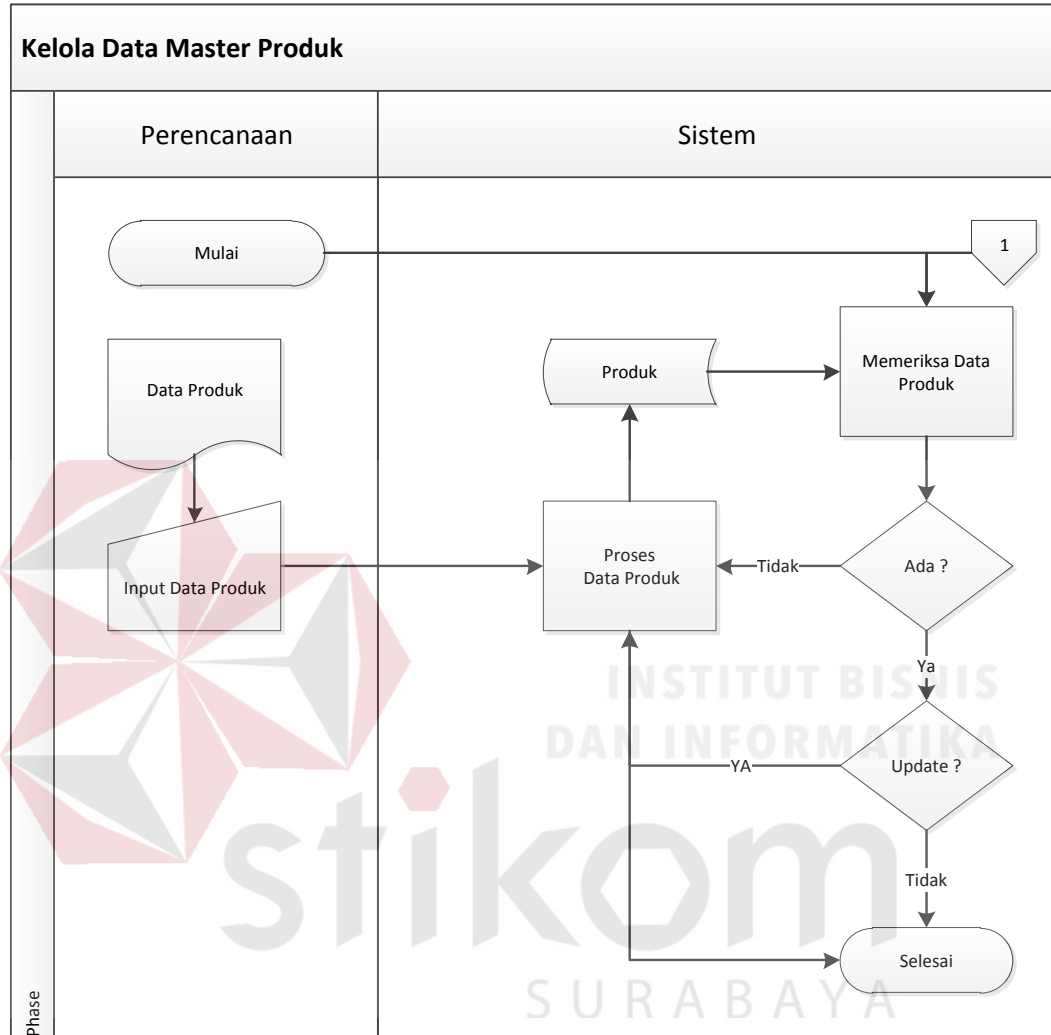 Kelola Data Master Produk
Perencanaan
Sistem
Mulai
1
Data Produk
Produk
Memeriksa Data
Produk
Input Data Produk
Proses
Data Produk
Tidak
Ada ?
Ya
YA
Update ?
Tidak
Selesai
Phase
INSTITUT BISNIS
DAN INFORMATIKA
stikom
SURABAYA